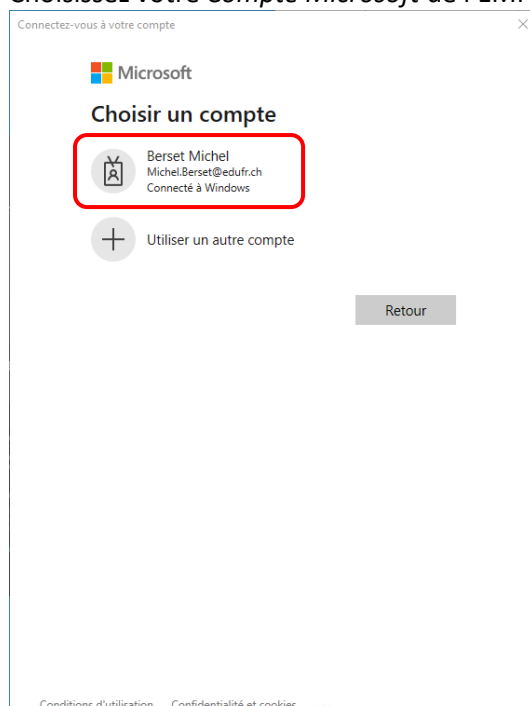 Choisissez votre Compte Microsoft de l'EMF
Connectez-vous à votre compte
Microsoft
Choisir un compte
Berset Michel
Michel.Berset@edufr.ch
Connecté à Windows
Utiliser un autre compte
Retour
Conditions d'utilisation Confidentialité et cookies